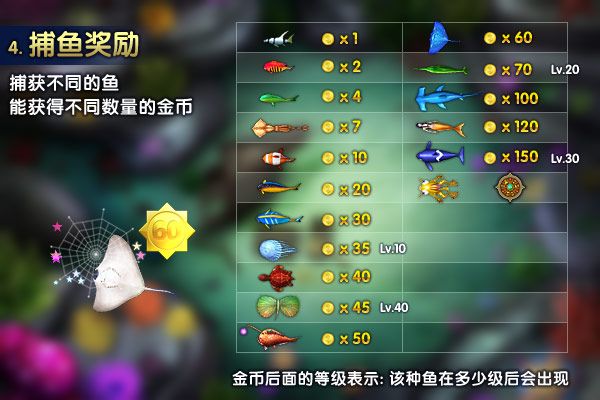 4. 捕鱼奖励
捕获不同的鱼
能获得不同数量的金币
60
x 1
x 2
x 4
x 7
x 10
x 20
x 30
x 35 Lv.10
x 40
x 45 Lv.40
x 50
x 60
x 70 Lv.20
x 100
x 120
x 150 Lv.30
金币后面的等级表示: 该种鱼在多少级后会出现